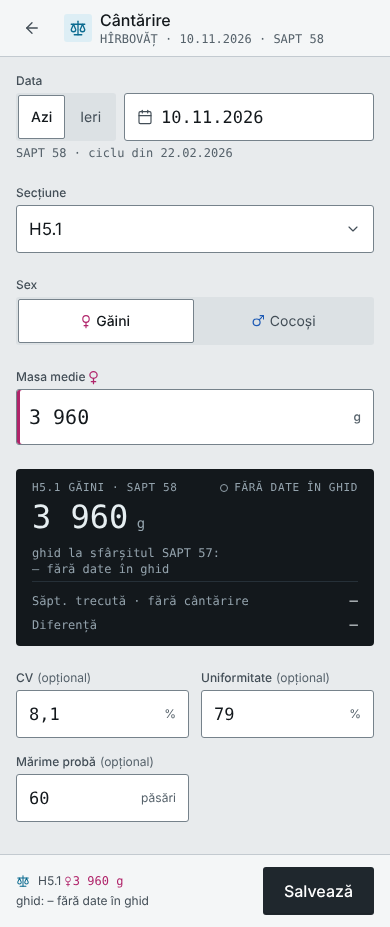 Cântărire
HÎRBOVĂȚ · 10.11.2026 · SAPT 58
Data
Azi Ieri 10.11.2026
SAPT 58 · ciclu din 22.02.2026
Secțiune
H5.1
Sex
♀ Găini ♂ Cocoși
Masa medie ♀
3 960 g
H5.1 GĂINI · SAPT 58 FĂRĂ DATE ÎN GHID
3 960 g
ghid la sfârșitul SAPT 57:
— fără date în ghid
Săpt. trecută · fără cântărire —
Diferență —
CV (opțional) Uniformitate (opțional)
8,1 % 79 %
Mărime probă (opțional)
60 păsări
H5.1 ♀ 3 960 g
ghid: – fără date în ghid
Salvează